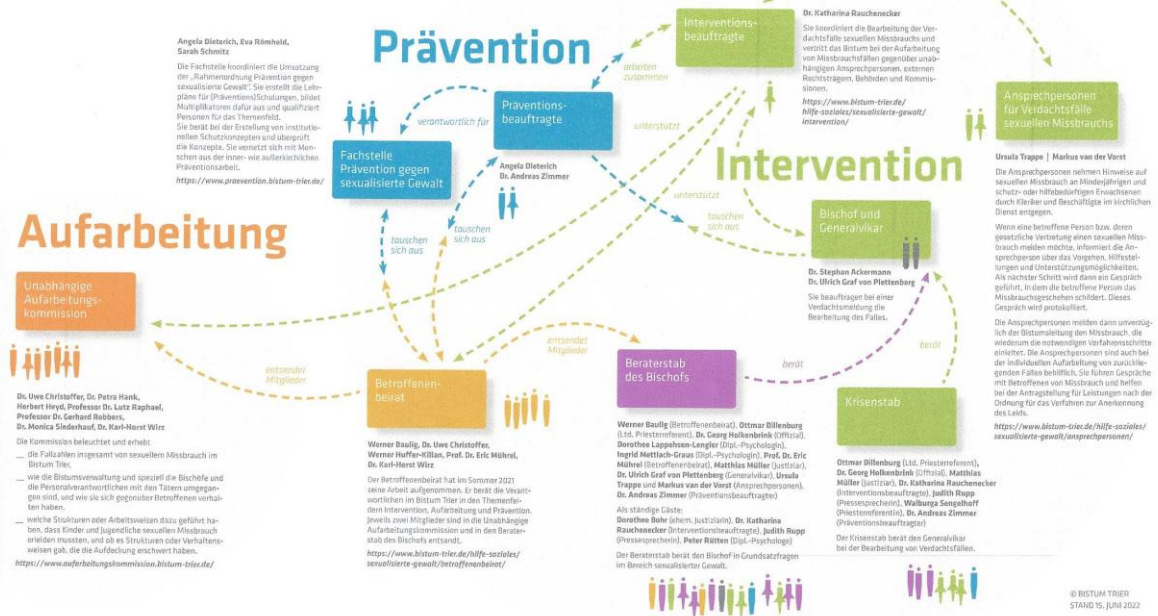 Prävention
Angela Dieterich, Eva Römheld,
Sarah Schmitz
Die Fachstelle koordiniert die Umsetzung
der „Rahmenordnung Prävention gegen
sexualisierte Gewalt“. Sie erstellt die Lehr-
pläne für (Präventions)Schulungen, bildet
Multiplikatoren dafür aus und qualifiziert
Personen für das Themenfeld.
Sie berät bei der Erstellung von institutio-
nellen Schutzkonzepten und überprüft
die Konzepte. Sie vernetzt sich mit Men-
schen aus der inner- wie außerkirchlichen
Präventionsarbeit.
https://www.praevention.bistum-trier.de/
Fachstelle
Prävention gegen
sexualisierte Gewalt
verantwortlich für
Präventions-
beauftragte
Angela Dieterich
Dr. Andreas Zimmer
arbeiten
zusammen
tauschen
sich aus
tauschen
sich aus
Interventions-
beauftragte
Dr. Katharina Rauchenecker
Sie koordiniert die Bearbeitung der Ver-
dachtsfälle sexuellen Missbrauchs und
vertritt das Bistum bei der Aufarbeitung
von Missbrauchsfällen gegenüber unab-
hängigen Ansprechpersonen, externen
Rechtsträgern, Behörden und Kommis-
sionen.
https://www.bistum-trier.de/
hilfe-soziales/sexualisierte-gewalt/
intervention/
unterstützt
unterstützt
tauschen
sich aus
Intervention
Bischof und
Generalvikar
Dr. Stephan Ackermann
Dr. Ulrich Graf von Plettenberg
Sie beauftragen bei einer
Verdachtsmeldung die
Bearbeitung des Falles.
Ansprechpersonen
für Verdachtsfälle
sexuellen Missbrauchs
Ursula Trappe | Markus van der Vorst
Die Ansprechpersonen nehmen Hinweise auf
sexuellen Missbrauch an Minderjährigen und
schutz- oder hilfebedürftigen Erwachsenen
durch Kleriker und Beschäftigte im kirchlichen
Dienst entgegen.
Wenn eine betroffene Person bzw. deren
gesetzliche Vertretung einen sexuellen Miss-
brauch melden möchte, informiert die An-
sprechperson über das Vorgehen, Hilfestel-
lungen und Unterstützungsmöglichkeiten.
Als nächster Schritt wird dann ein Gespräch
geführt, in dem die betroffene Person das
Missbrauchsgeschehen schildert. Dieses
Gespräch wird protokolliert.
Die Ansprechpersonen melden dann unverzüg-
lich der Bistumsleitung den Missbrauch, die
wiederum die notwendigen Verfahrensschritte
einleitet. Die Ansprechpersonen sind auch bei
der individuellen Aufarbeitung von zurücklie-
genden Fällen behilflich. Sie führen Gespräche
mit Betroffenen von Missbrauch und helfen
bei der Antragstellung für Leistungen nach der
Ordnung für das Verfahren zur Anerkennung
des Leids.
https://www.bistum-trier.de/hilfe-soziales/
sexualisierte-gewalt/ansprechpersonen/
Aufarbeitung
Unabhängige
Aufarbeitungs-
kommission
Dr. Uwe Christoffer, Dr. Petra Hank,
Herbert Heyd, Professor Dr. Lutz Raphael,
Professor Dr. Gerhard Robbers,
Dr. Monica Sinderhauf, Dr. Karl-Horst Wirz
Die Kommission beleuchtet und erhebt
__ die Fallzahlen insgesamt von sexuellem Missbrauch im
Bistum Trier,
__ wie die Bistumsverwaltung und speziell die Bischöfe und
die Personalverantwortlichen mit den Tätern umgegan-
gen sind, und wie sie sich gegenüber Betroffenen verhal-
ten haben.
__ welche Strukturen oder Arbeitsweisen dazu geführt ha-
ben, dass Kinder und Jugendliche sexuellen Missbrauch
erleiden mussten, und ob es Strukturen oder Verhaltens-
weisen gab, die die Aufdeckung erschwert haben.
https://www.aufarbeitungskommission.bistum-trier.de/
entsendet
Mitglieder
Betroffenen-
beirat
Werner Baulig, Dr. Uwe Christoffer,
Werner Huffer-Kilian, Prof. Dr. Eric Mührel,
Dr. Karl-Horst Wirz
Der Betroffenenbeirat hat im Sommer 2021
seine Arbeit aufgenommen. Er berät die Verant-
wortlichen im Bistum Trier in den Themenfel-
dern Intervention, Aufarbeitung und Prävention.
Jeweils zwei Mitglieder sind in die Unabhängige
Aufarbeitungskommission und in den Berater-
stab des Bischofs entsandt.
https://www.bistum-trier.de/hilfe-soziales/
sexualisierte-gewalt/betroffenenbeirat/
entsendet
Mitglieder
Beraterstab
des Bischofs
berät
Werner Baulig (Betroffenenbeirat), Ottmar Dillenburg
(Ltd. Priesterreferent), Dr. Georg Holkenbrink (Offizial),
Dorothee Lappehsen-Lengler (Dipl.-Psychologin),
Ingrid Mettlach-Graus (Dipl.-Psychologin), Prof. Dr. Eric
Mührel (Betroffenenbeirat), Matthias Müller (Justiziar),
Dr. Ulrich Graf von Plettenberg (Generalvikar), Ursula
Trappe und Markus van der Vorst (Ansprechpersonen),
Dr. Andreas Zimmer (Präventionsbeauftragter)
Als ständige Gäste:
Dorothee Bohr (ehem. Justiziarin), Dr. Katharina
Rauchenecker (Interventionsbeauftragte), Judith Rupp
(Pressesprecherin), Peter Rütten (Dipl.-Psychologe)
Der Beraterstab berät den Bischof in Grundsatzfragen
im Bereich sexualisierter Gewalt.
berät
Krisenstab
Ottmar Dillenburg (Ltd. Priesterreferent),
Dr. Georg Holkenbrink (Offizial), Matthias
Müller (Justiziar), Dr. Katharina Rauchenecker
(Interventionsbeauftragte), Judith Rupp
(Pressesprecherin), Walburga Sengelhoff
(Priesterreferentin), Dr. Andreas Zimmer
(Präventionsbeauftragter)
Der Krisenstab berät den Generalvikar
bei der Bearbeitung von Verdachtsfällen.
© BISTUM TRIER
STAND 15. JUNI 2022